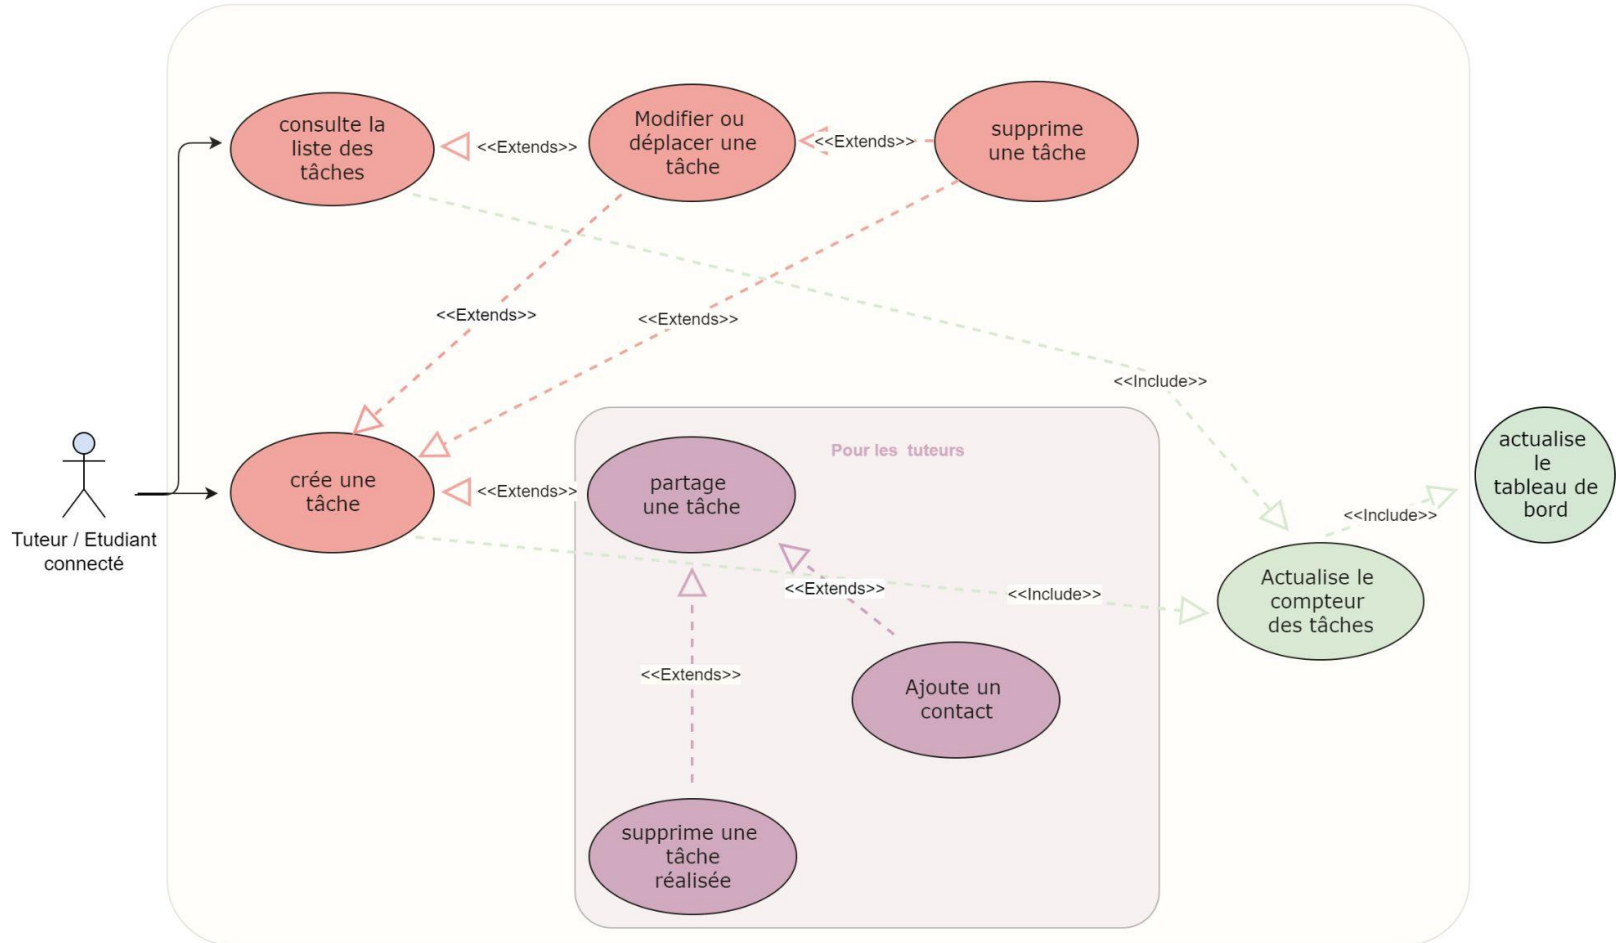 consulte la
liste des
tâches
<<Extends>>
Modifier ou
déplacer une
tâche
<<Extends>>
supprime
une tâche
<<Extends>>
<<Extends>>
<<Include>>
Tuteur / Etudiant
connecté
crée une
tâche
<<Extends>>
Pour les tuteurs
partage
une tâche
<<Extends>>
<<Include>>
<<Extends>>
Ajoute un
contact
supprime une
tâche
réalisée
Actualise le
compteur
des tâches
<<Include>>
actualise
le
tableau de
bord